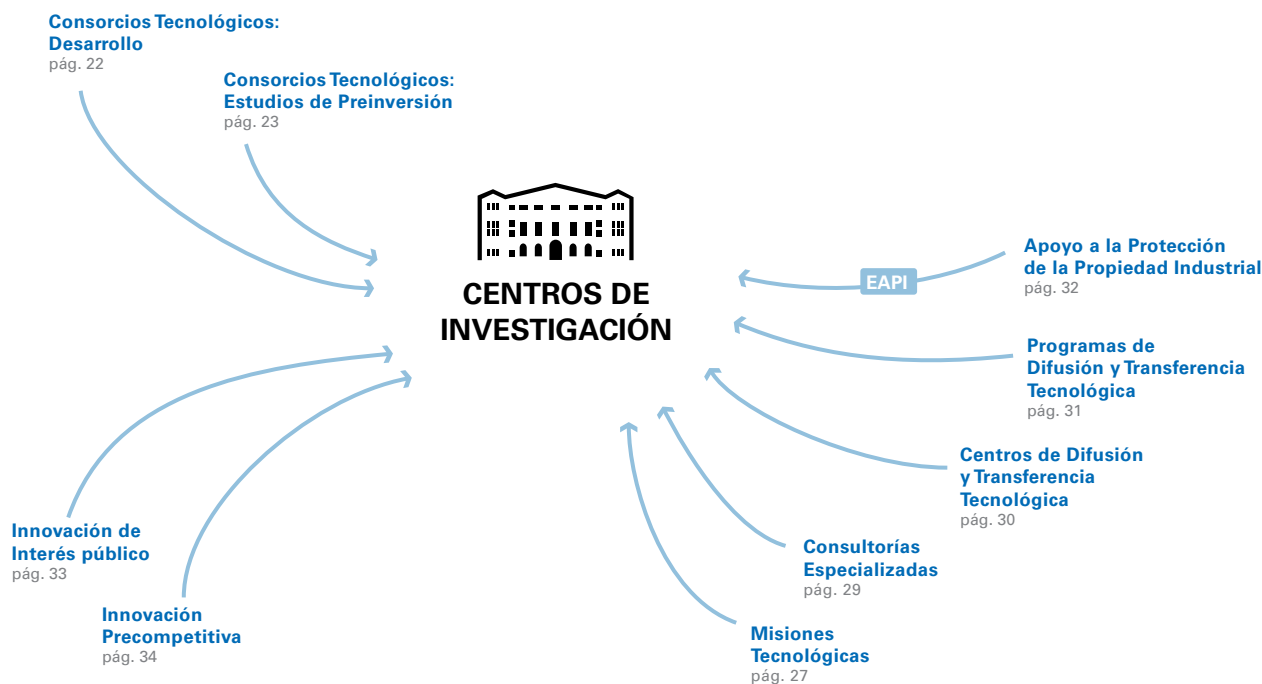 Consorcios Tecnológicos:
Desarrollo
pág. 22
Consorcios Tecnológicos:
Estudios de Preinversión
pág. 23
CENTROS DE
INVESTIGACIÓN
EAPI
Apoyo a la Protección
de la Propiedad Industrial
pág. 32
Programas de
Difusión y Transferencia
Tecnológica
pág. 31
Centros de Difusión
y Transferencia
Tecnológica
pág. 30
Consultorías
Especializadas
pág. 29
Misiones
Tecnológicas
pág. 27
Innovación de
Interés público
pág. 33
Innovación
Precompetitiva
pág. 34